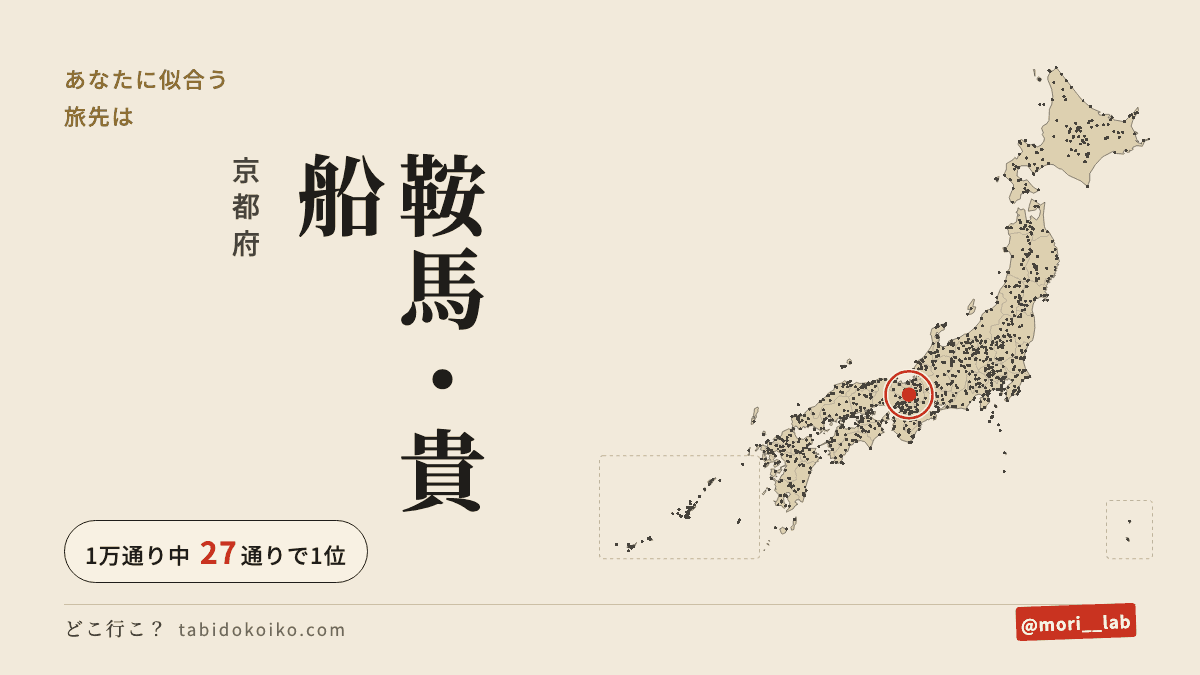 あなたに似合う
旅先は
鞍馬・貴
船
京都府
1万通り中 27通りで1位
どこ行こ？ tabidokoiko.com
@mori__lab